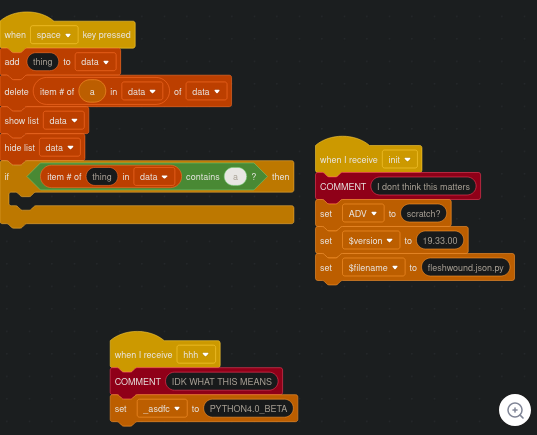 when space key pressed
add thing to data
delete item # of a in data of data
show list data
hide list data
if item # of thing in data contains a ? then
when I receive init
COMMENT I dont think this matters
set ADV to scratch?
set $version to 19.33.00
set $filename to fleshwound.json.py
when I receive hhh
COMMENT IDK WHAT THIS MEANS
set _asdfc to PYTHON4.0_BETA